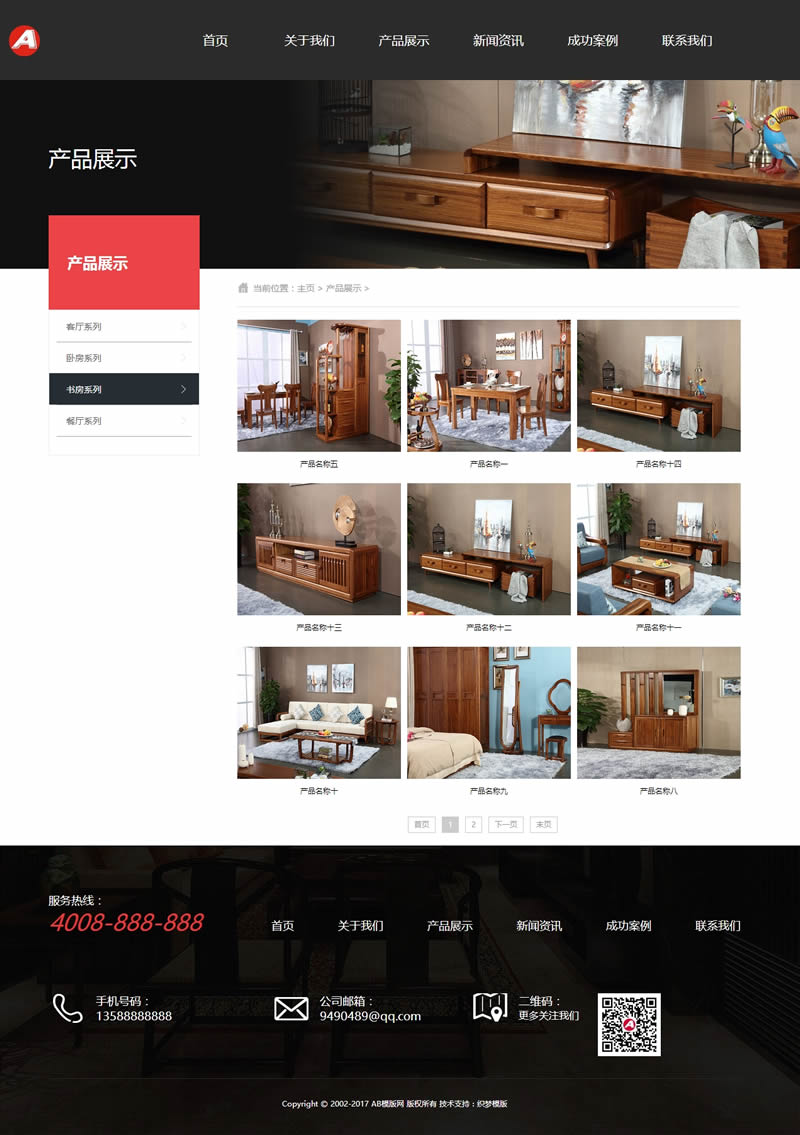 A
首页 关于我们 产品展示 新闻资讯 成功案例 联系我们
产品展示
产品展示
客厅系列
卧房系列
书房系列
餐厅系列
当前位置：主页 > 产品展示 >
产品名称五 产品名称一 产品名称十四
产品名称十三 产品名称十二 产品名称十一
产品名称十 产品名称九 产品名称八
首页 1 2 下一页 末页
服务热线：
4008-888-888
首页 关于我们 产品展示 新闻资讯 成功案例 联系我们
手机号码：
13588888888
公司邮箱：
9490489@qq.com
二维码：
更多关注我们
Copyright © 2002-2017 AB模版网 版权所有 技术支持：织梦模版